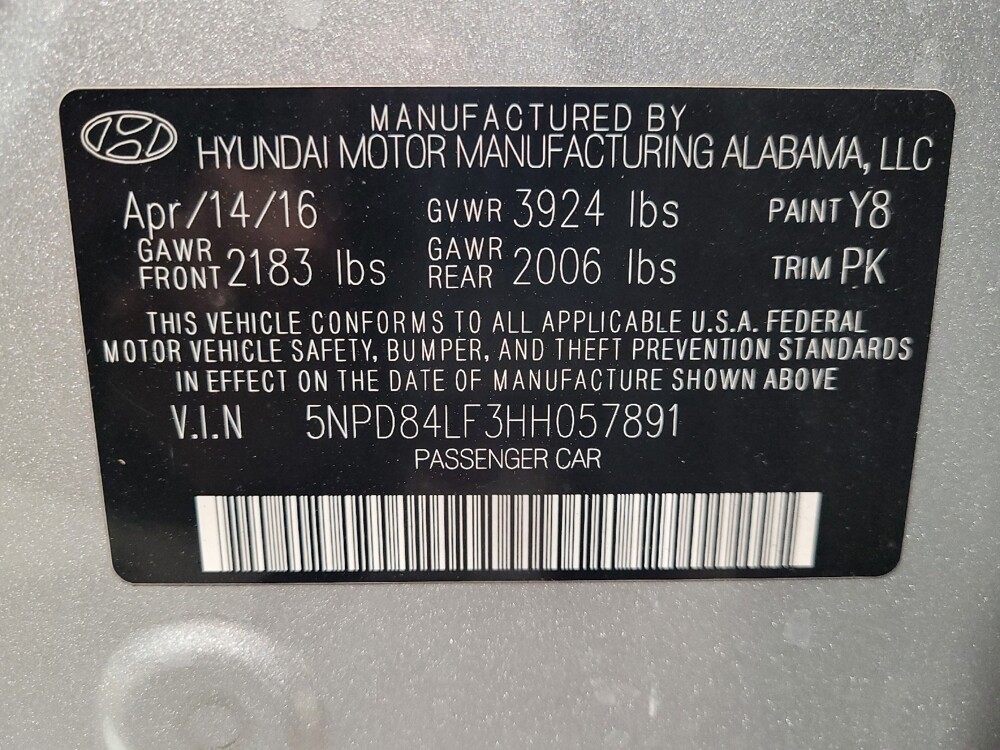 MANUFACTURED BY
HYUNDAI MOTOR MANUFACTURING ALABAMA, LLC
Apr/14/16 GVWR 3924 lbs PAINT Y8
GAWR FRONT 2183 lbs GAWR REAR 2006 lbs TRIM PK
THIS VEHICLE CONFORMS TO ALL APPLICABLE U.S.A. FEDERAL
MOTOR VEHICLE SAFETY, BUMPER, AND THEFT PREVENTION STANDARDS
IN EFFECT ON THE DATE OF MANUFACTURE SHOWN ABOVE
V.I.N 5NPD84LF3HH057891
PASSENGER CAR